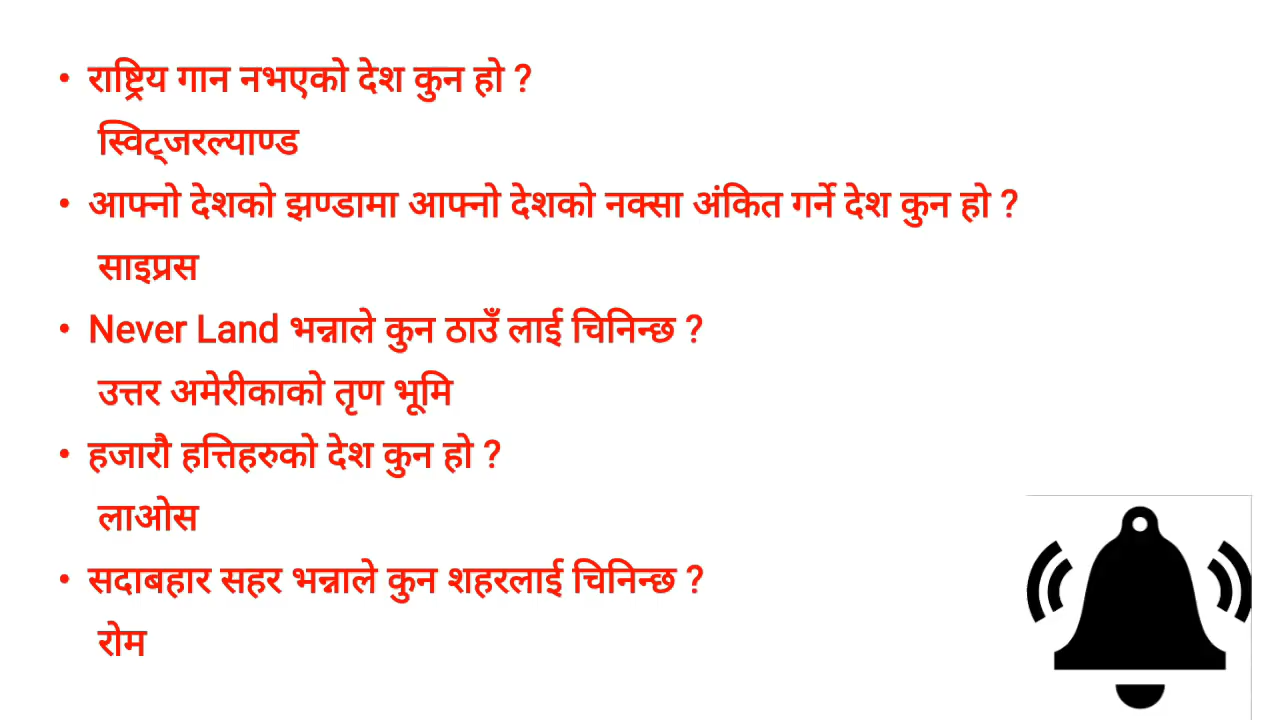 • राष्ट्रिय गान नभएको देश कुन हो ?
स्विट्जरल्याण्ड
• आफ्नो देशको झण्डामा आफ्नो देशको नक्सा अंकित गर्ने देश कुन हो ?
साइप्रस
• Never Land भन्नाले कुन ठाउँ लाई चिनिन्छ ?
उत्तर अमेरीकाको तृण भूमि
• हजारौ हत्तिहरुको देश कुन हो ?
लाओस
• सदाबहार सहर भन्नाले कुन शहरलाई चिनिन्छ ?
रोम